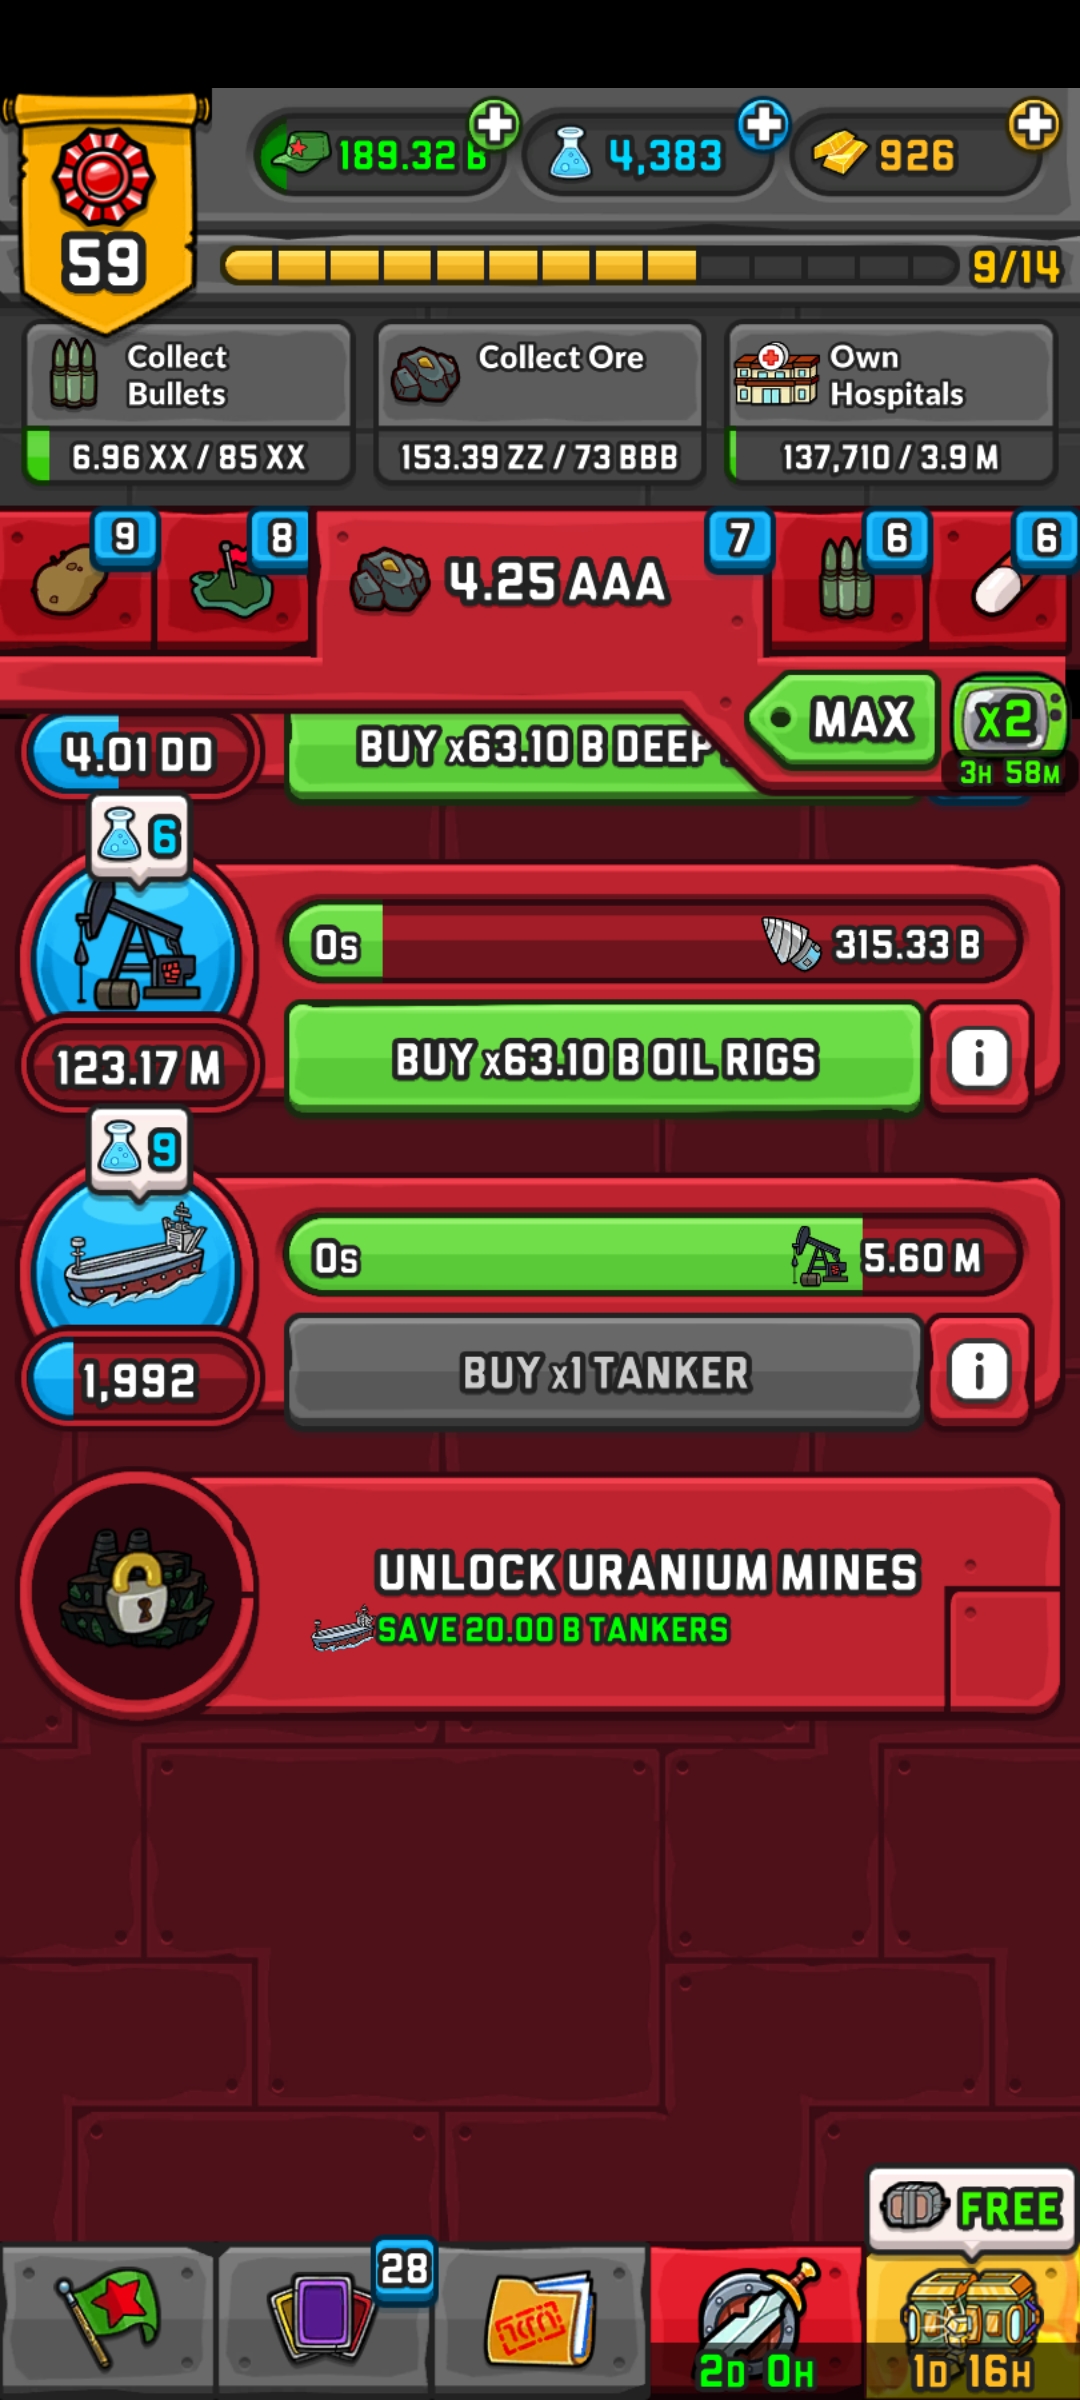 189.32 B
4,383
926
59
9/14
Collect Bullets
6.96 XX / 85 XX
Collect Ore
153.39 ZZ / 73 BBB
Own Hospitals
137,710 / 3.9 M
9
8
4.25 AAA
7
6
6
MAX
x2
3H 58M
4.01 DD
BUY x63.10 B DEEP
6
0s
315.33 B
123.17 M
BUY x63.10 B OIL RIGS
i
9
0s
5.60 M
1,992
BUY x1 TANKER
i
UNLOCK URANIUM MINES
SAVE 20.00 B TANKERS
FREE
28
2D 0H
1D 16H